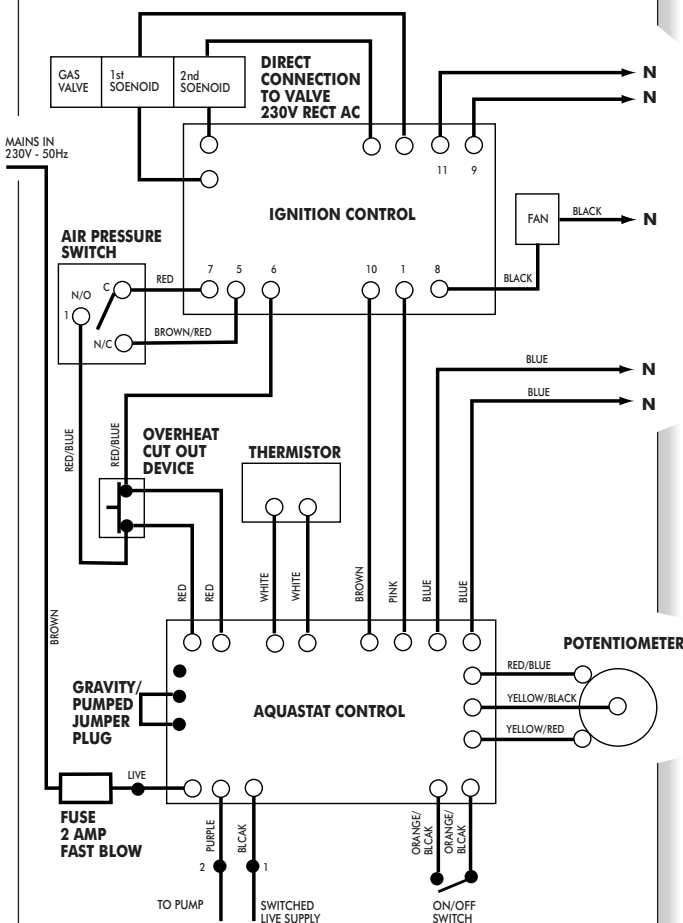 GAS
VALVE
1st
SOENOID
2nd
SOENOID
DIRECT
CONNECTION
TO VALVE
230V RECT AC
N
N
MAINS IN
230V - 50Hz
11
9
IGNITION CONTROL
FAN
BLACK
N
AIR PRESSURE
SWITCH
RED
7
5
6
10
1
8
BLACK
N/O
C
1
N/C
BROWN/RED
BLUE
N
BLUE
N
RED/BLUE
RED/BLUE
OVERHEAT
CUT OUT
DEVICE
THERMISTOR
BROWN
RED
RED
WHITE
WHITE
BROWN
PINK
BLUE
BLUE
POTENTIOMETER
RED/BLUE
YELLOW/BLACK
YELLOW/RED
GRAVITY/
PUMPED
JUMPER
PLUG
AQUASTAT CONTROL
LIVE
FUSE
2 AMP
FAST BLOW
PURPLE
BLCAK
ORANGE/
BLCAK
ORANGE/
BLCAK
2
1
TO PUMP
SWITCHED
LIVE SUPPLY
ON/OFF
SWITCH